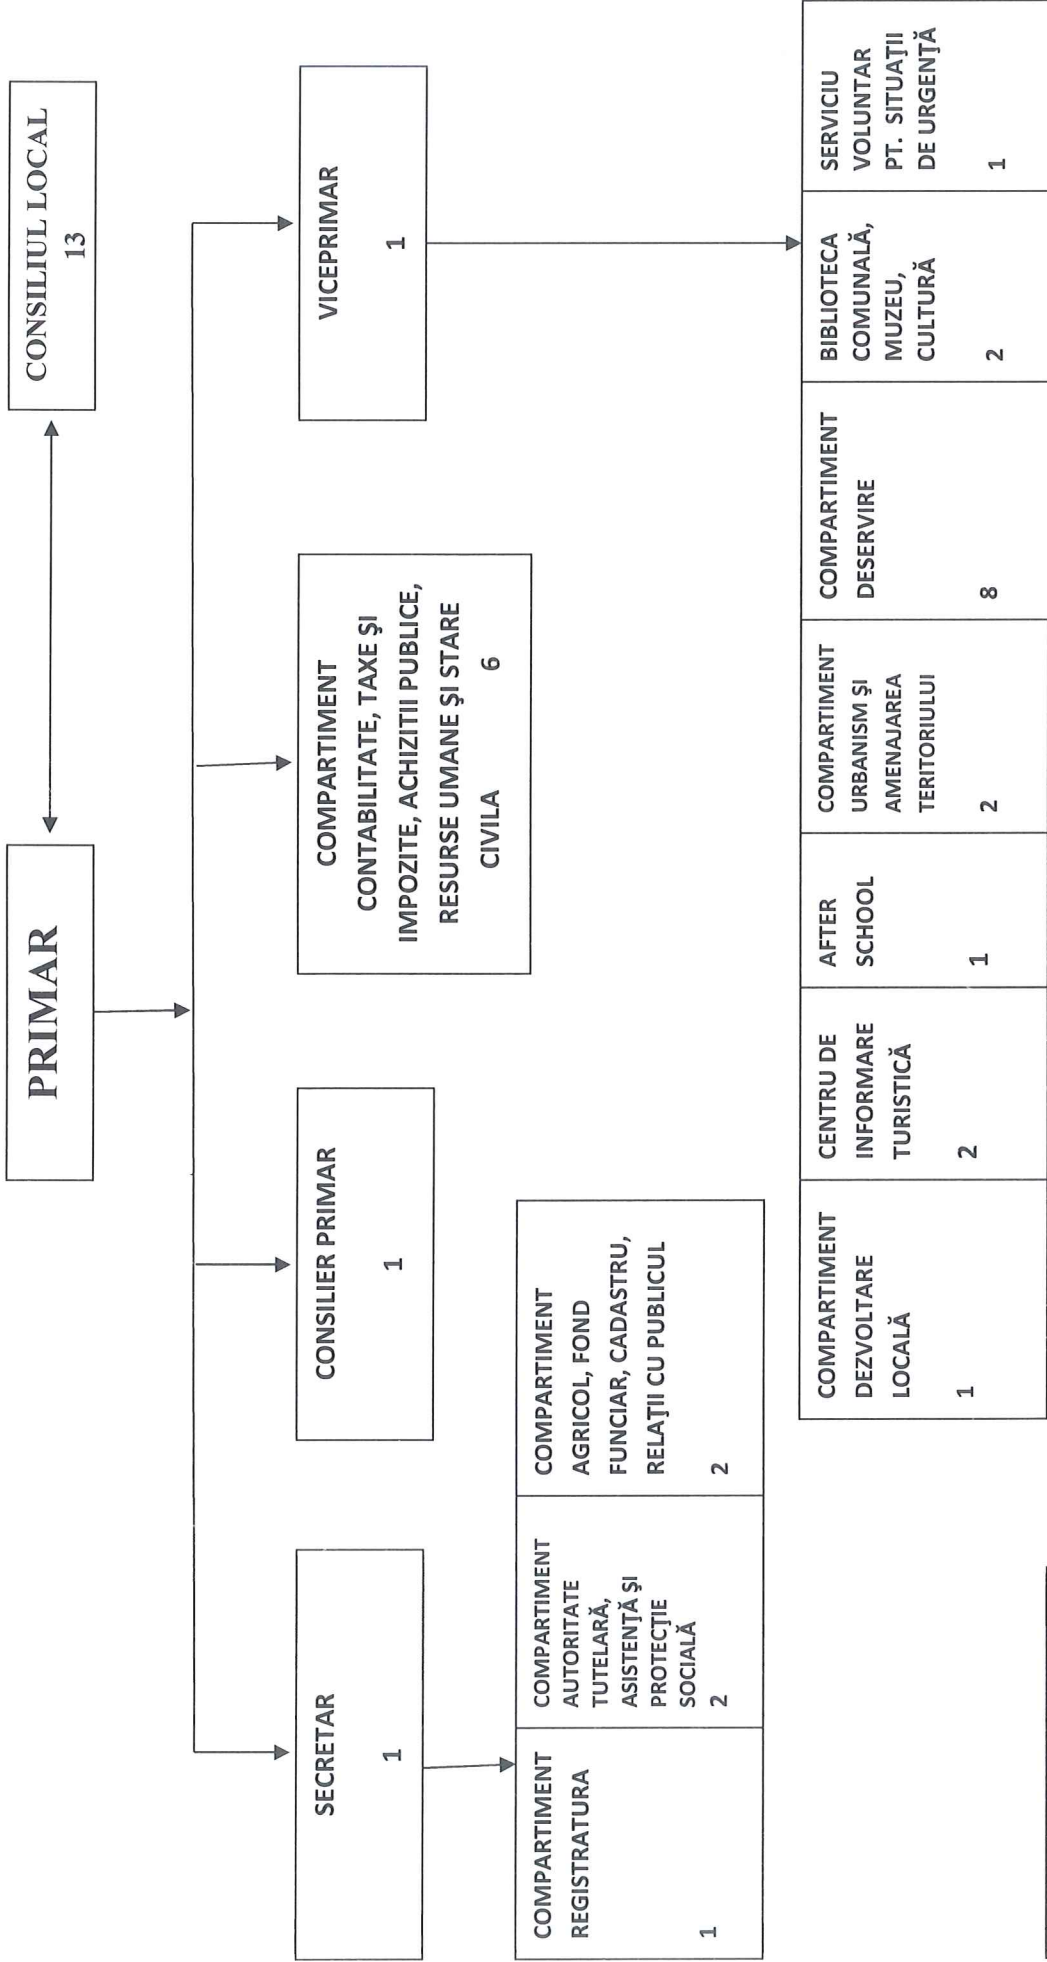 PRIMAR
CONSILIUL LOCAL
13
SECRETAR
1
CONSILIER PRIMAR
1
COMPARTIMENT
CONTABILITATE, TAXE ŞI
IMPOZITE, ACHIZITII PUBLICE,
RESURSE UMANE ŞI STARE
CIVILA 6
VICEPRIMAR
1
COMPARTIMENT
REGISTRATURA
1
COMPARTIMENT
AUTORITATE
TUTELARĂ,
ASISTENŢĂ ŞI
PROTECŢIE
SOCIALĂ
2
COMPARTIMENT
AGRICOL, FOND
FUNCIAR, CADASTRU,
RELAŢII CU PUBLICUL
2
COMPARTIMENT
DEZVOLTARE
LOCALĂ
1
CENTRU DE
INFORMARE
TURISTICĂ
2
AFTER
SCHOOL
1
COMPARTIMENT
URBANISM ŞI
AMENAJAREA
TERITORIULUI
2
COMPARTIMENT
DESERVIRE
8
BIBLIOTECA
COMUNALĂ,
MUZEU,
CULTURĂ
2
SERVICIU
VOLUNTAR
PT. SITUAŢII
DE URGENŢĂ
1